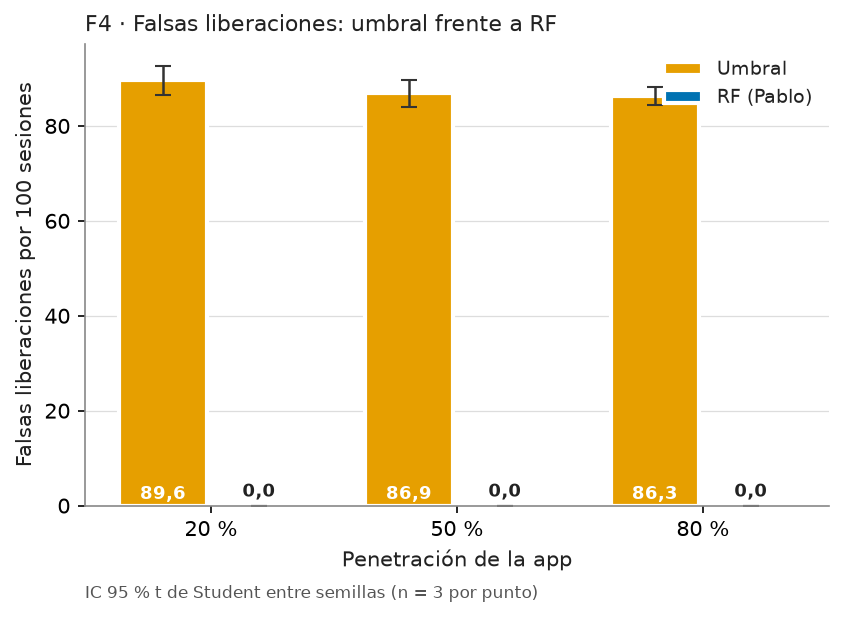 F4 · Falsas liberaciones: umbral frente a RF
Umbral
RF (Pablo)
Falsas liberaciones por 100 sesiones
80
60
40
20
0
89,6
0,0
86,9
0,0
86,3
0,0
20 %
50 %
80 %
Penetración de la app
IC 95 % t de Student entre semillas (n = 3 por punto)